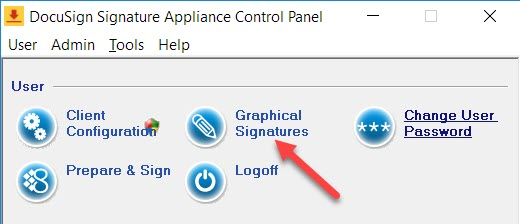 DocuSign Signature Appliance Control Panel
User Admin Tools Help
User
Client
Configuration
Graphical
Signatures
***
Change User
Password
Prepare & Sign
Logoff